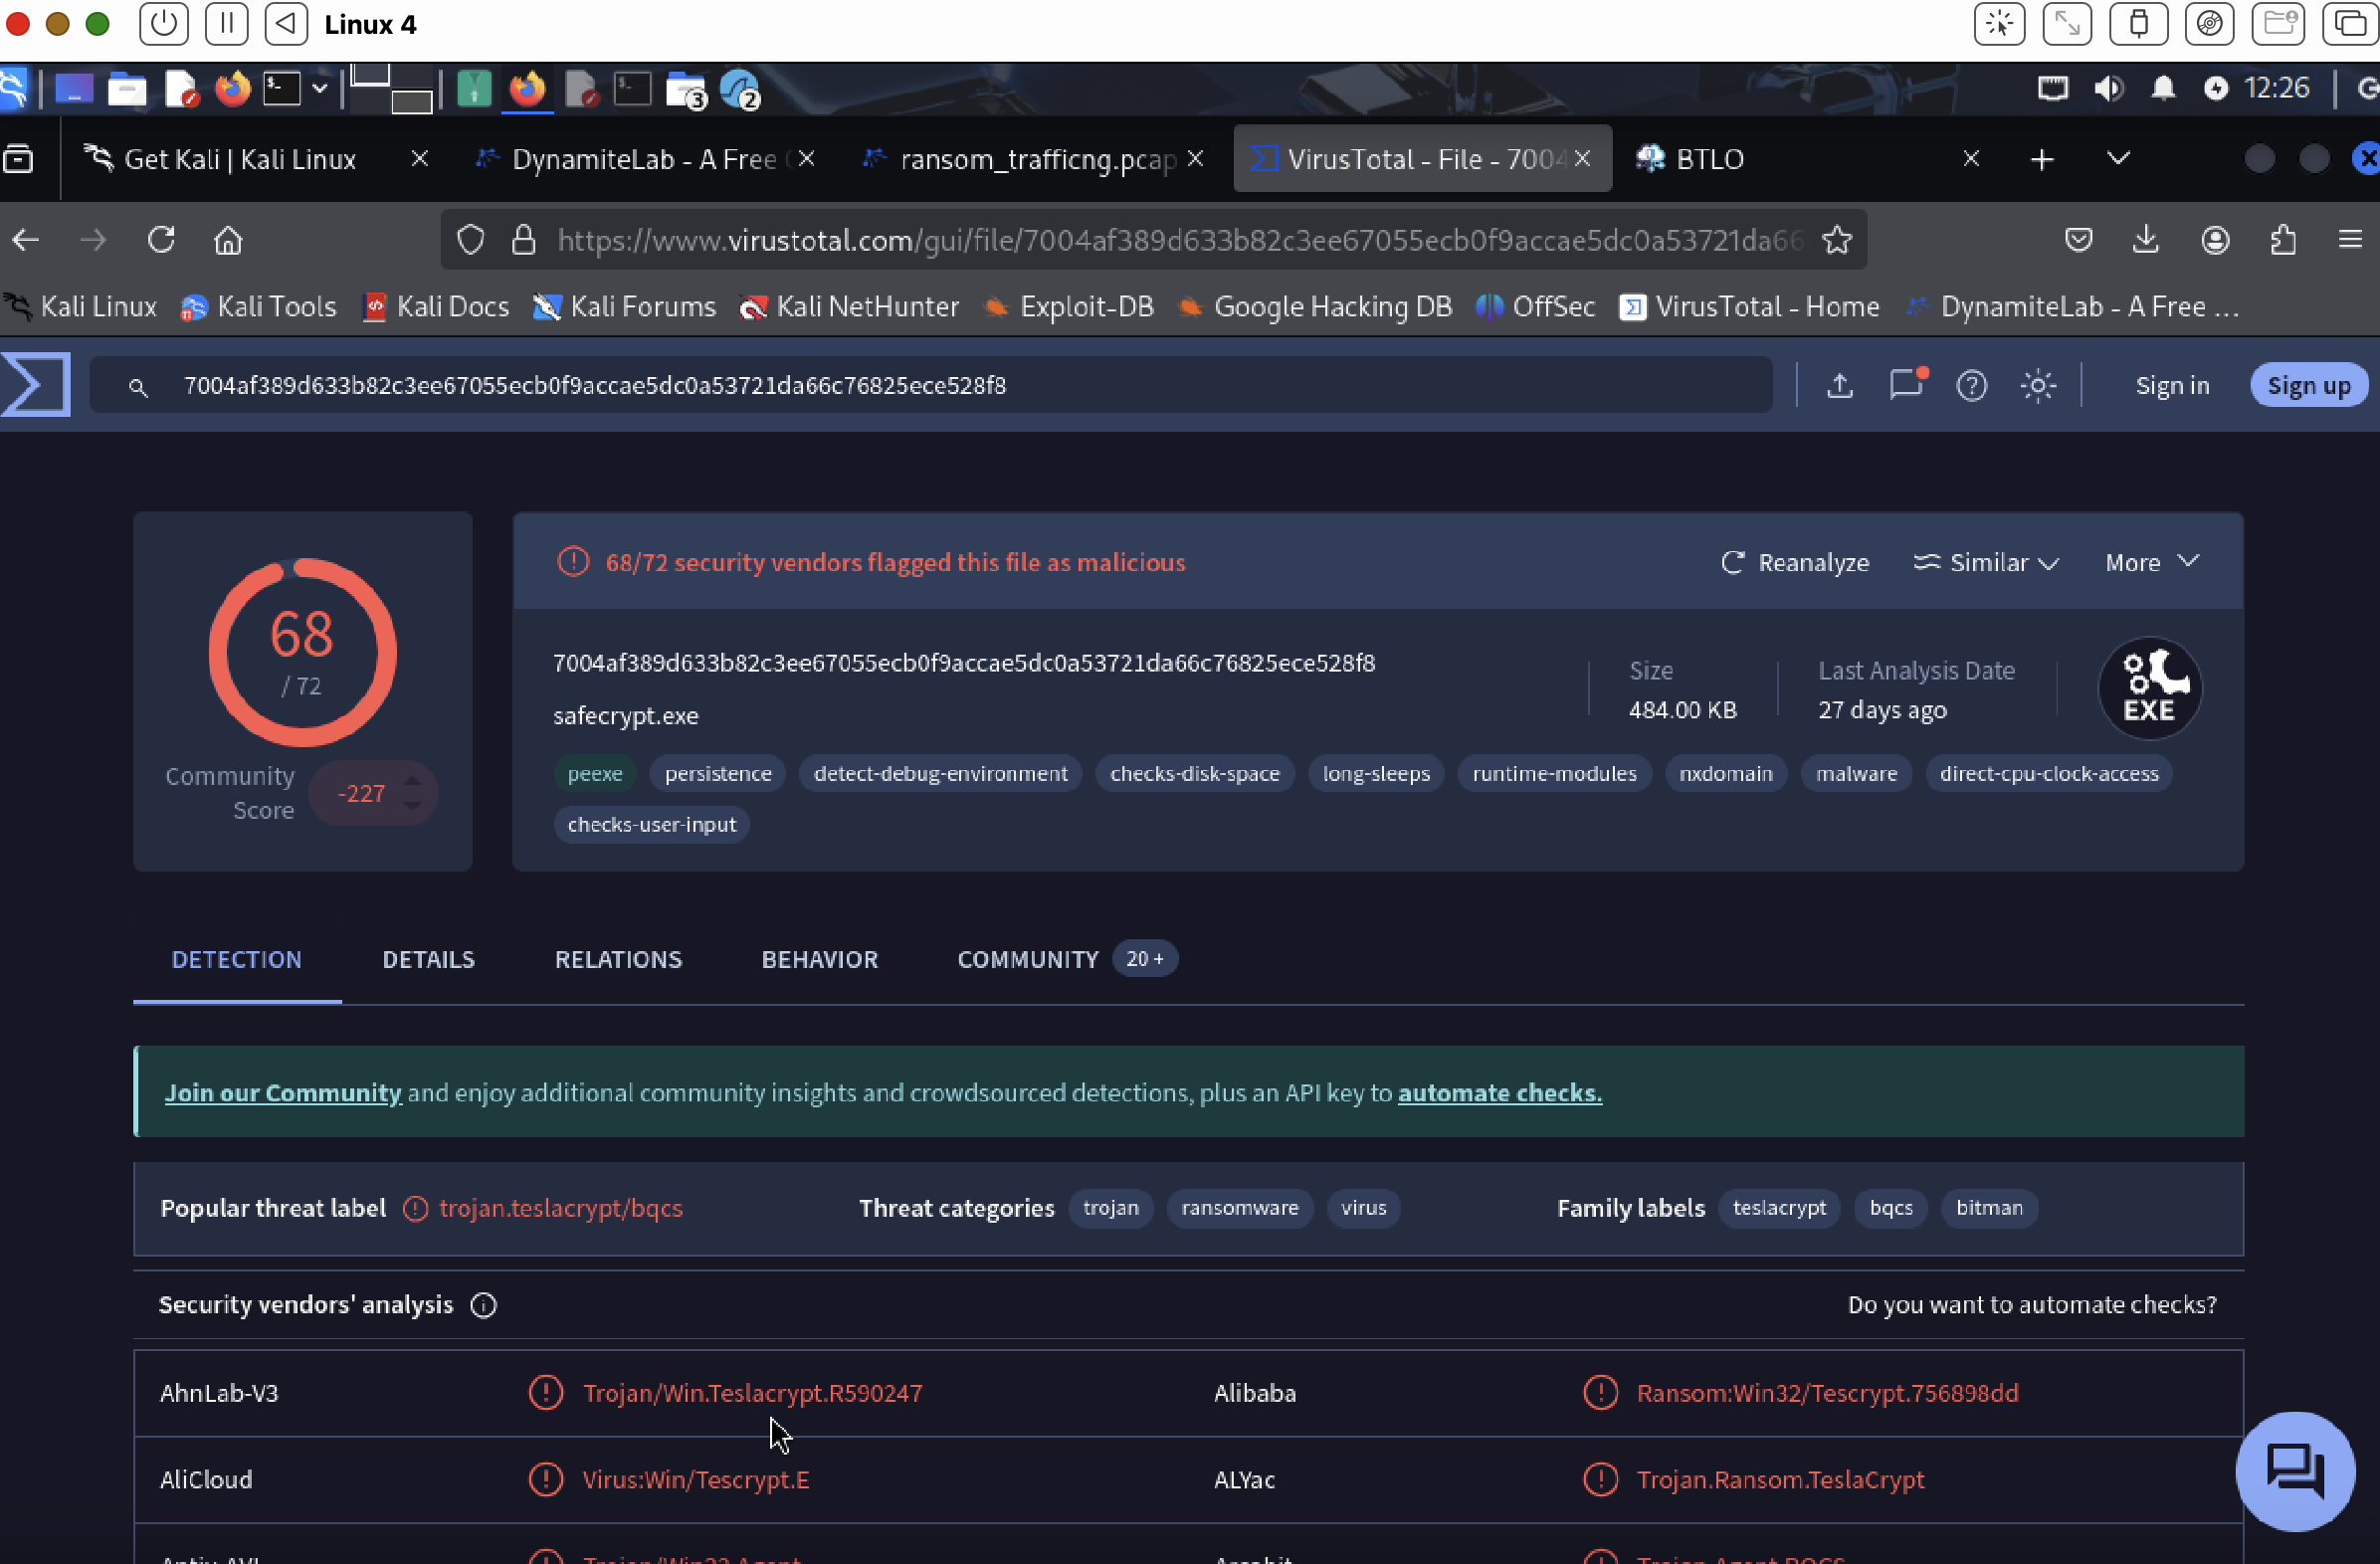 Linux 4
3
2
12:26
Get Kali | Kali Linux
DynamiteLab - A Free
ransom_trafficng.pcap
VirusTotal - File - 7004
BTLO
https://www.virustotal.com/gui/file/7004af389d633b82c3ee67055ecb0f9accae5dc0a53721da66
Kali Linux
Kali Tools
Kali Docs
Kali Forums
Kali NetHunter
Exploit-DB
Google Hacking DB
OffSec
VirusTotal - Home
DynamiteLab - A Free ...
7004af389d633b82c3ee67055ecb0f9accae5dc0a53721da66c76825ece528f8
Sign in
Sign up
68
/ 72
Community
Score
-227
68/72 security vendors flagged this file as malicious
Reanalyze
Similar
More
7004af389d633b82c3ee67055ecb0f9accae5dc0a53721da66c76825ece528f8
safecrypt.exe
Size
484.00 KB
Last Analysis Date
27 days ago
EXE
peexe
persistence
detect-debug-environment
checks-disk-space
long-sleeps
runtime-modules
nxdomain
malware
direct-cpu-clock-access
checks-user-input
DETECTION
DETAILS
RELATIONS
BEHAVIOR
COMMUNITY
20 +
Join our Community and enjoy additional community insights and crowdsourced detections, plus an API key to automate checks.
Popular threat label
trojan.teslacrypt/bqcs
Threat categories
trojan
ransomware
virus
Family labels
teslacrypt
bqcs
bitman
Security vendors' analysis
Do you want to automate checks?
AhnLab-V3
Trojan/Win.Teslacrypt.R590247
Alibaba
Ransom:Win32/Tescrypt.756898dd
AliCloud
Virus:Win/Tescrypt.E
ALYac
Trojan.Ransom.TeslaCrypt